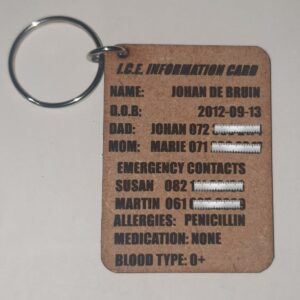 I.C.E. INFORMATION CARD
NAME: JOHAN DE BRUIN
D.O.B: 2012-09-13
DAD: JOHAN 072
MOM: MARIE 071
EMERGENCY CONTACTS
SUSAN 082
MARTIN 061
ALLERGIES: PENICILLIN
MEDICATION: NONE
BLOOD TYPE: O+